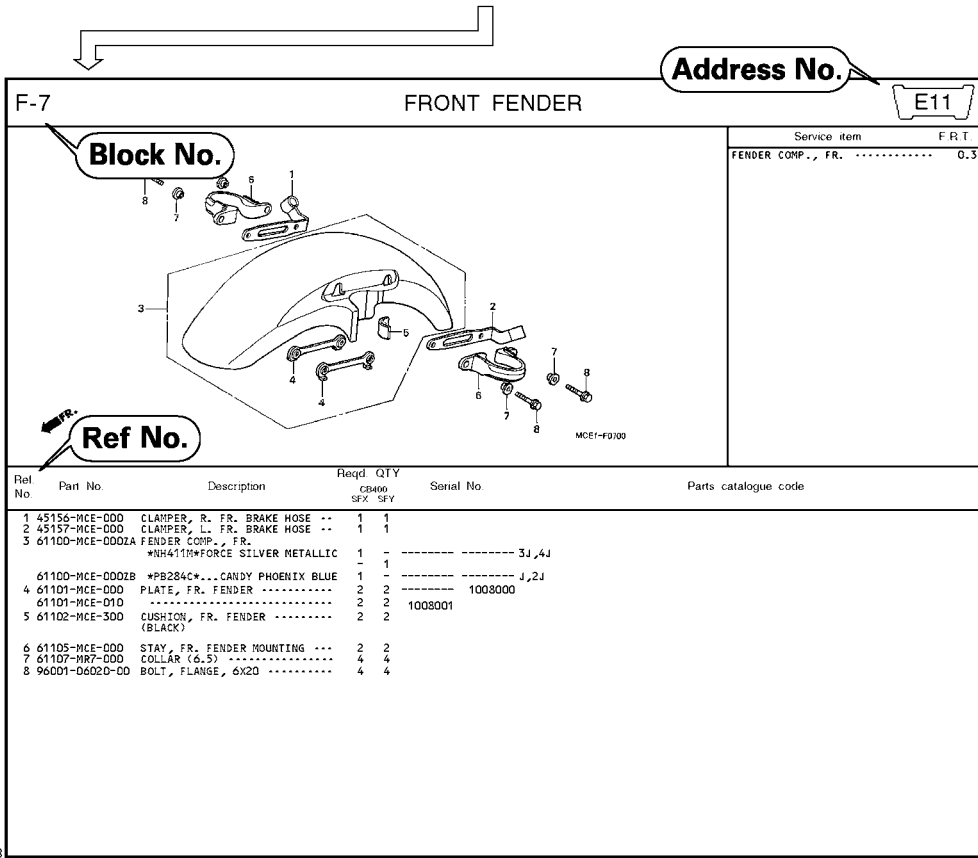 Address No.
F-7 FRONT FENDER E11
Block No.
Service item F.R.T.
FENDER COMP., FR. ------------ 0.3
6 1
8
7
3
2
5
4
7
8
4
6
7
8
FR.
MCE1-F0700
Ref No.
Ref. No. Part No. Description Reqd. QTY CB400 SFX SFY Serial No. Parts catalogue code
1 45156-MCE-000 CLAMPER, R. FR. BRAKE HOSE -- 1 1
2 45157-MCE-000 CLAMPER, L. FR. BRAKE HOSE -- 1 1
3 61100-MCE-000ZA FENDER COMP., FR.
*NH411M*FORCE SILVER METALLIC 1 - -------- -------- 3J,4J
- 1
61100-MCE-000ZB *PB284C*...CANDY PHOENIX BLUE 1 - -------- -------- J,2J
4 61101-MCE-000 PLATE, FR. FENDER ----------- 2 2 -------- 1008000
61101-MCE-010 --------------------------- 2 2 1008001
5 61102-MCE-300 CUSHION, FR. FENDER --------- 2 2
(BLACK)
6 61105-MCE-000 STAY, FR. FENDER MOUNTING --- 2 2
7 61107-MR7-000 COLLAR (6.5) --------------- 4 4
8 96001-06020-00 BOLT, FLANGE, 6X20 ---------- 4 4